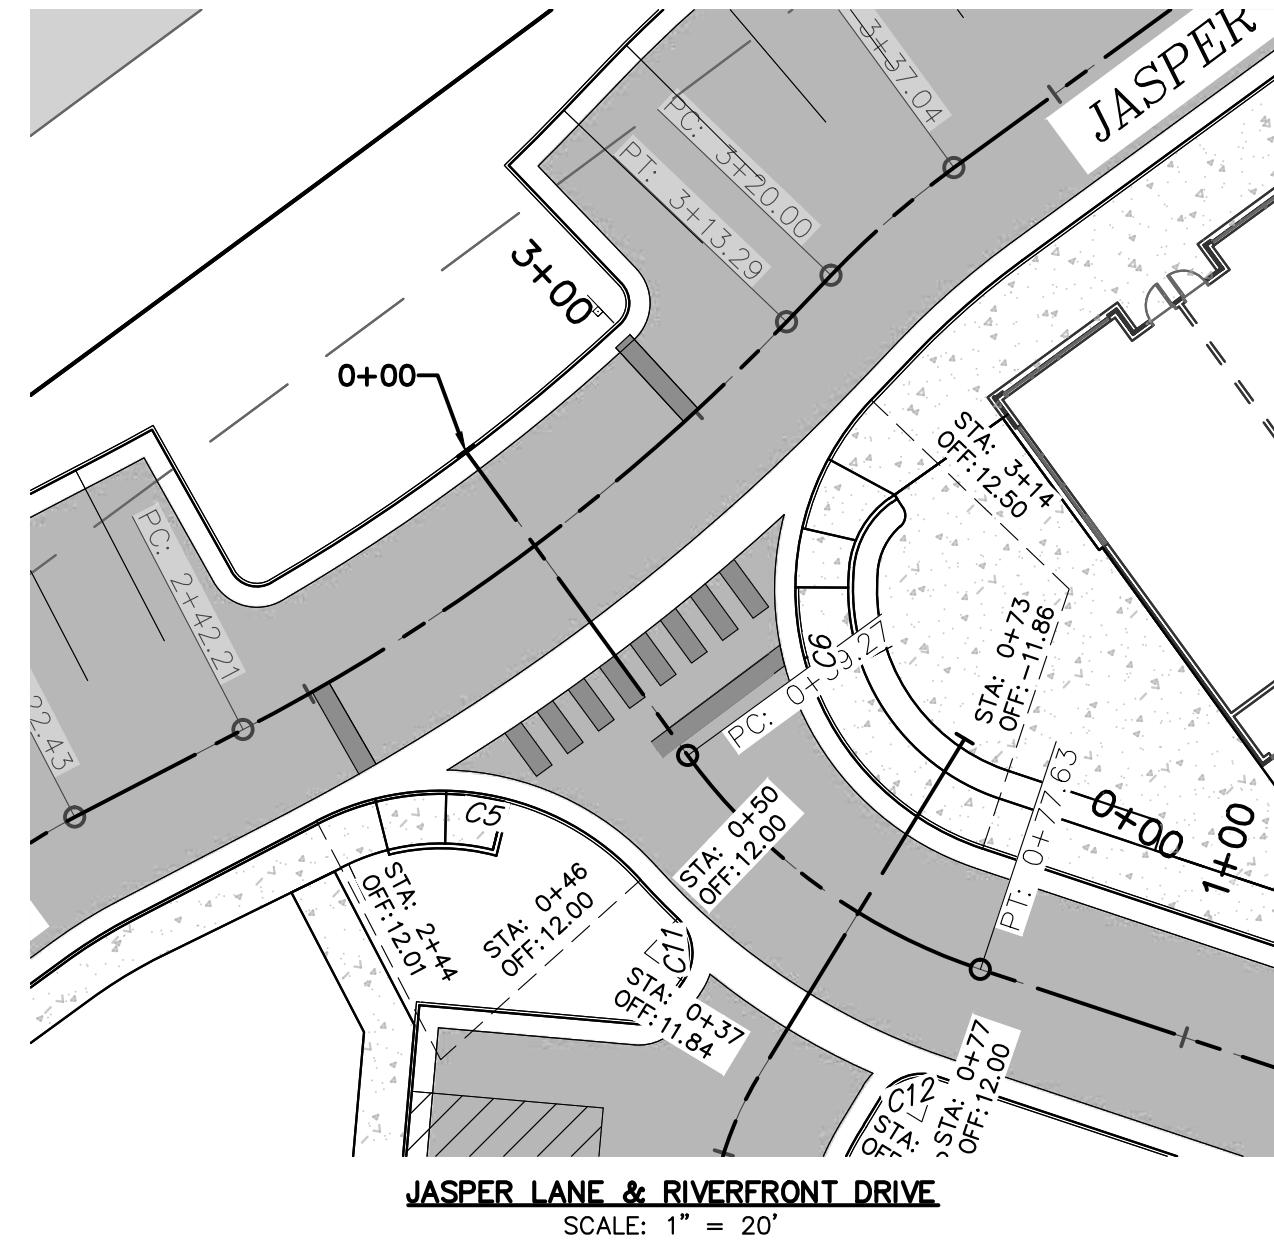 3+37.04
JASPER
PC: 3+20.00
PT: 3+13.29
3+00
0+00
STA: 3+14
OFF:12.50
PC: 2+42.21
22.43
STA: 0+73
OFF:-11.86
C6
PC: 0+39.27
C5
STA: 0+50
OFF:12.00
PT: 0+77.63
0+00
1+00
STA: 2+44
OFF:12.01
STA: 0+46
OFF:12.00
C11
STA: 0+37
OFF:11.84
STA: 0+77
OFF:12.00
C12
STA:
JASPER LANE & RIVERFRONT DRIVE
SCALE: 1" = 20'